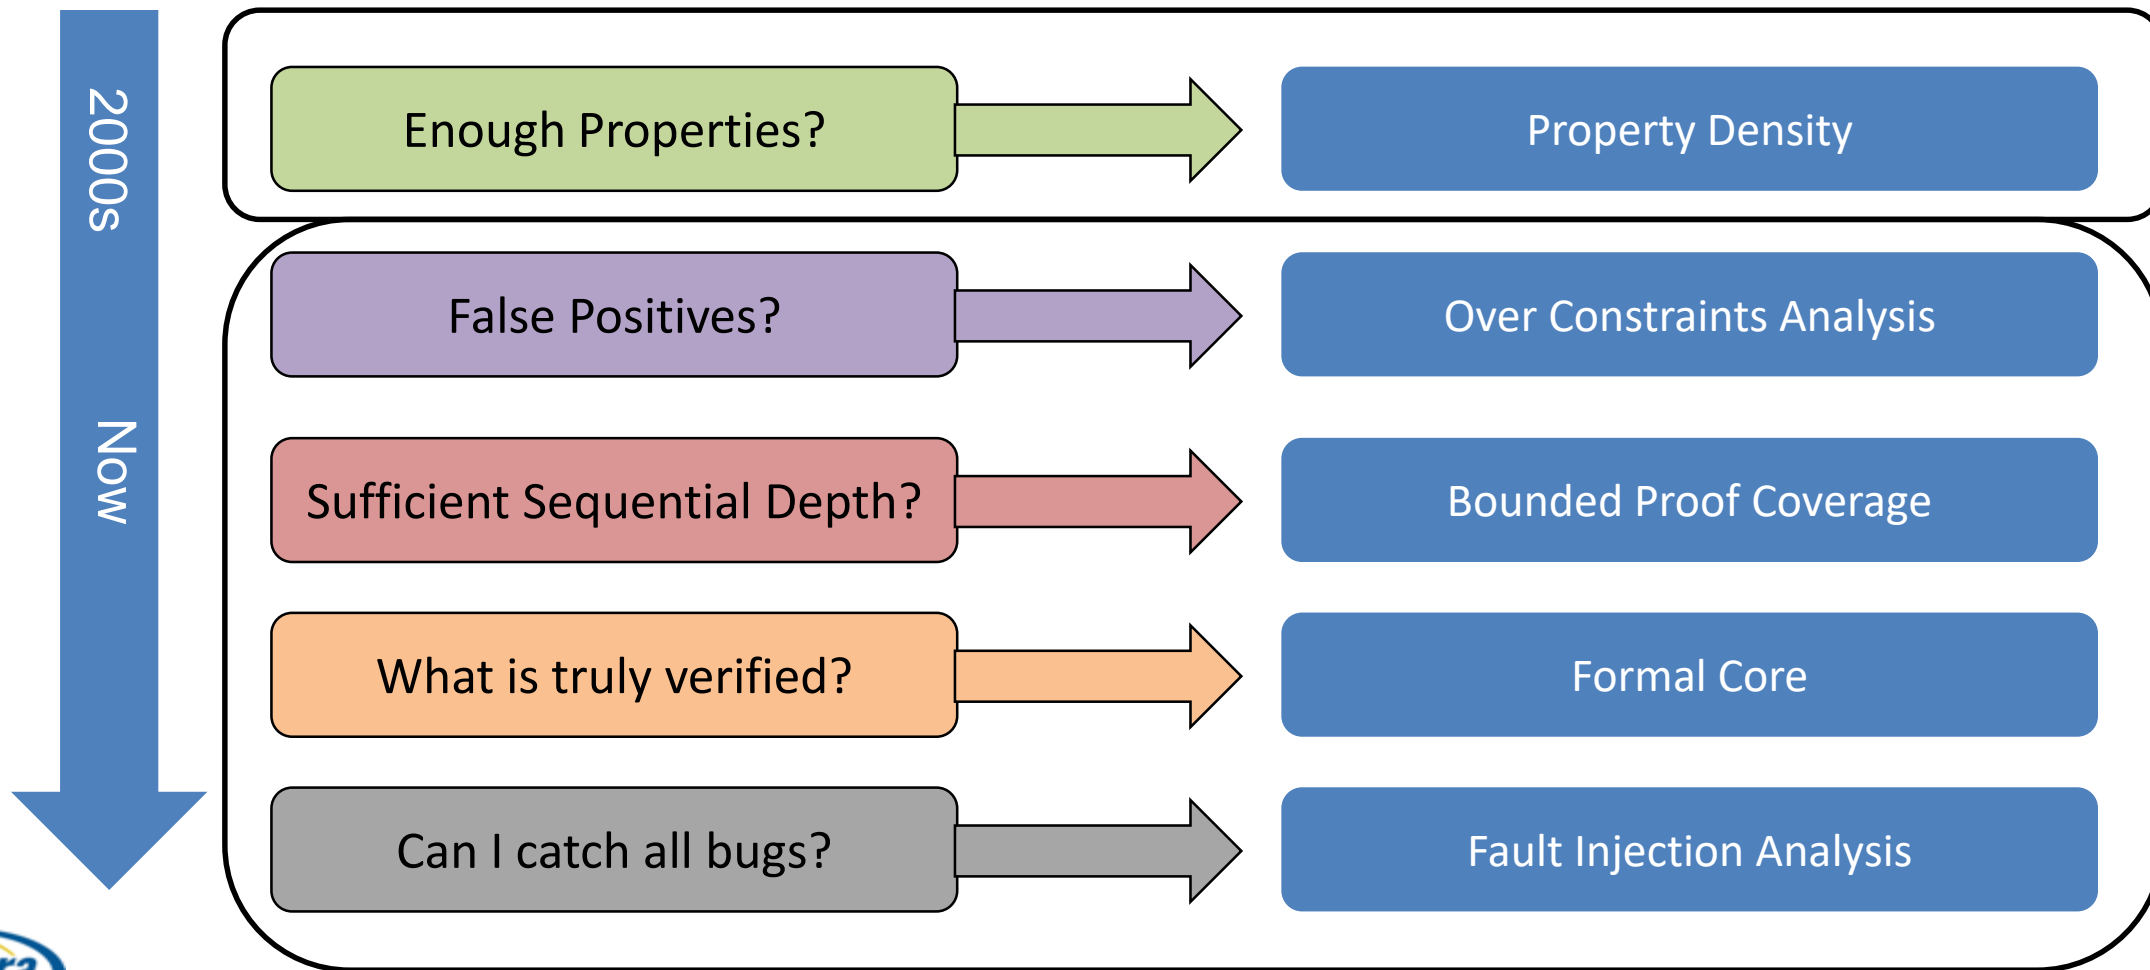 2000s
Now
Enough Properties?
Property Density
False Positives?
Over Constraints Analysis
Sufficient Sequential Depth?
Bounded Proof Coverage
What is truly verified?
Formal Core
Can I catch all bugs?
Fault Injection Analysis